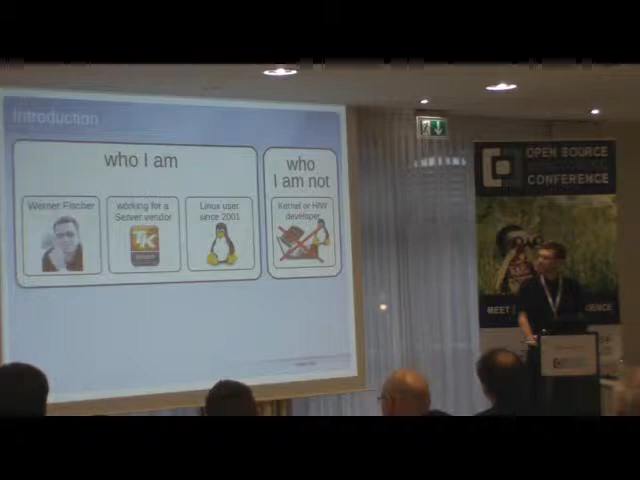 Introduction
who I am
who
I am not
Werner Fischer
working for a
Server vendor
TK
Linux user
since 2001
Kernel or H/W
developer
OPEN SOURCE
CONFERENCE
MEET